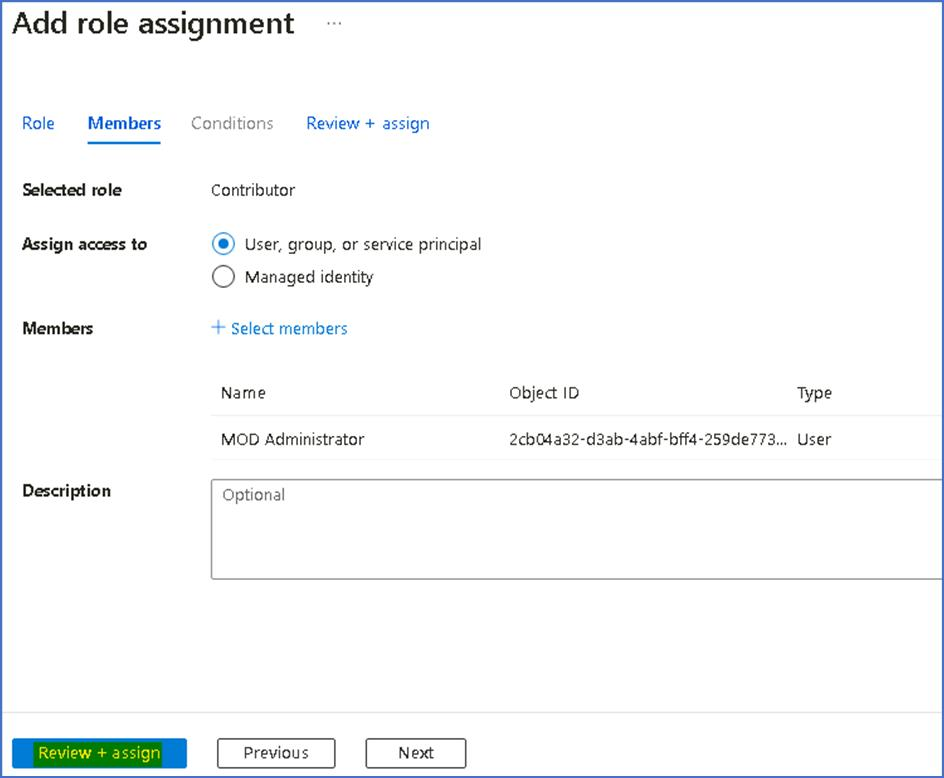 Add role assignment ...
Role Members Conditions Review + assign
Selected role Contributor
Assign access to User, group, or service principal
Managed identity
Members + Select members
Name Object ID Type
MOD Administrator 2cb04a32-d3ab-4abf-bff4-259de773... User
Description Optional
Review + assign Previous Next